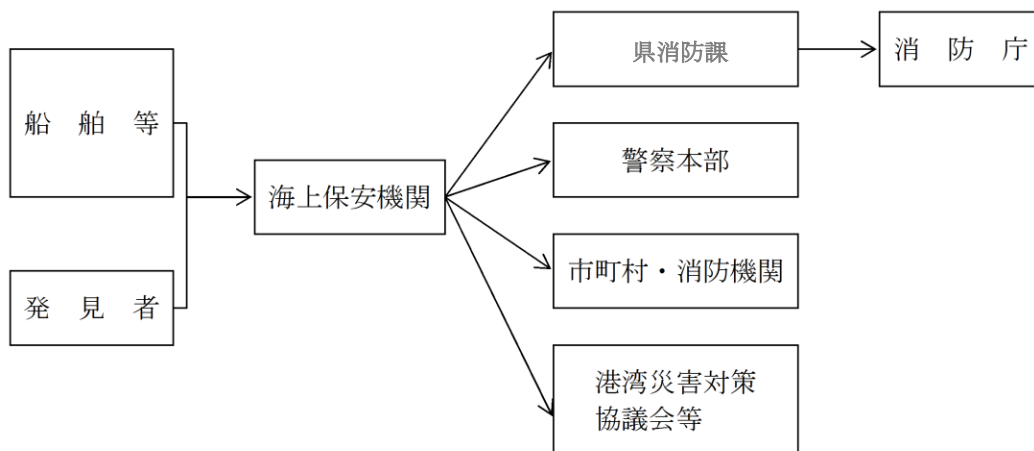 船舶等
発見者
海上保安機関
県消防課
消防庁
警察本部
市町村・消防機関
港湾災害対策
協議会等